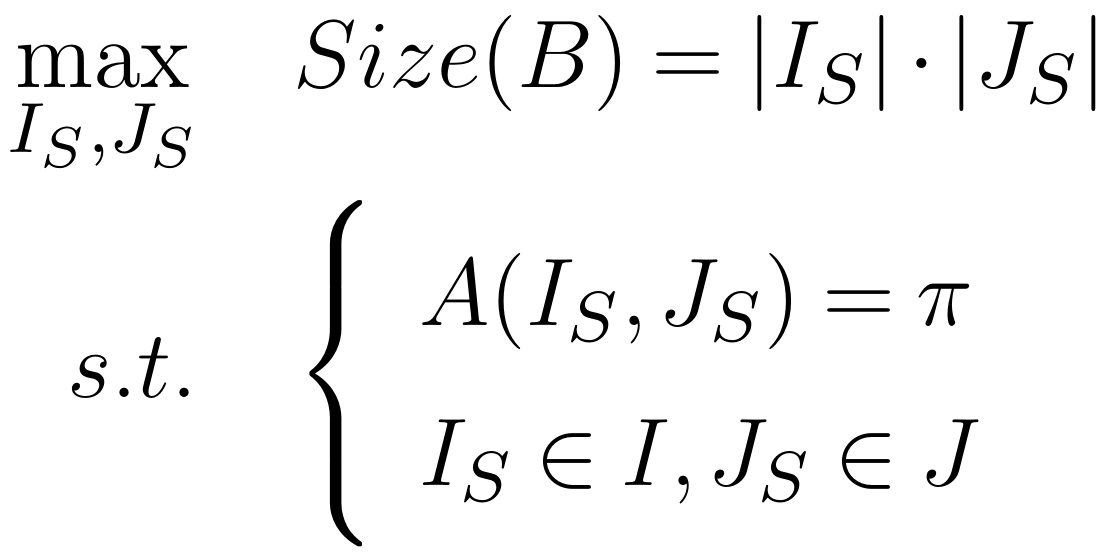 max Size(B) = |I_S| · |J_S|
I_S,J_S
A(I_S, J_S) = π
s.t.
I_S ∈ I, J_S ∈ J